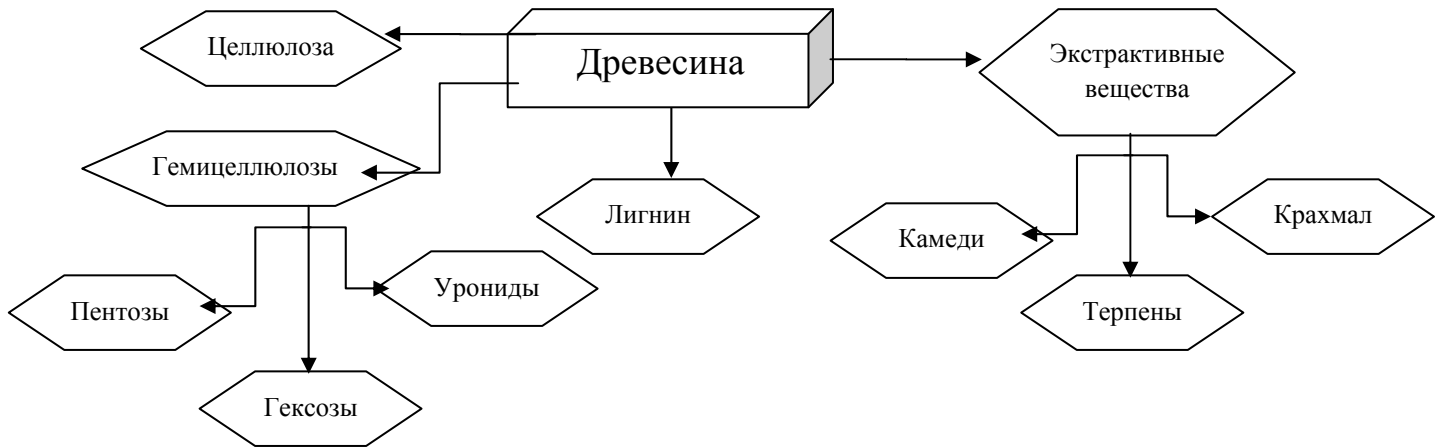 Целлюлоза
Древесина
Экстрактивные
вещества
Гемицеллюлозы
Лигнин
Камеди
Крахмал
Пентозы
Урониды
Терпены
Гексозы